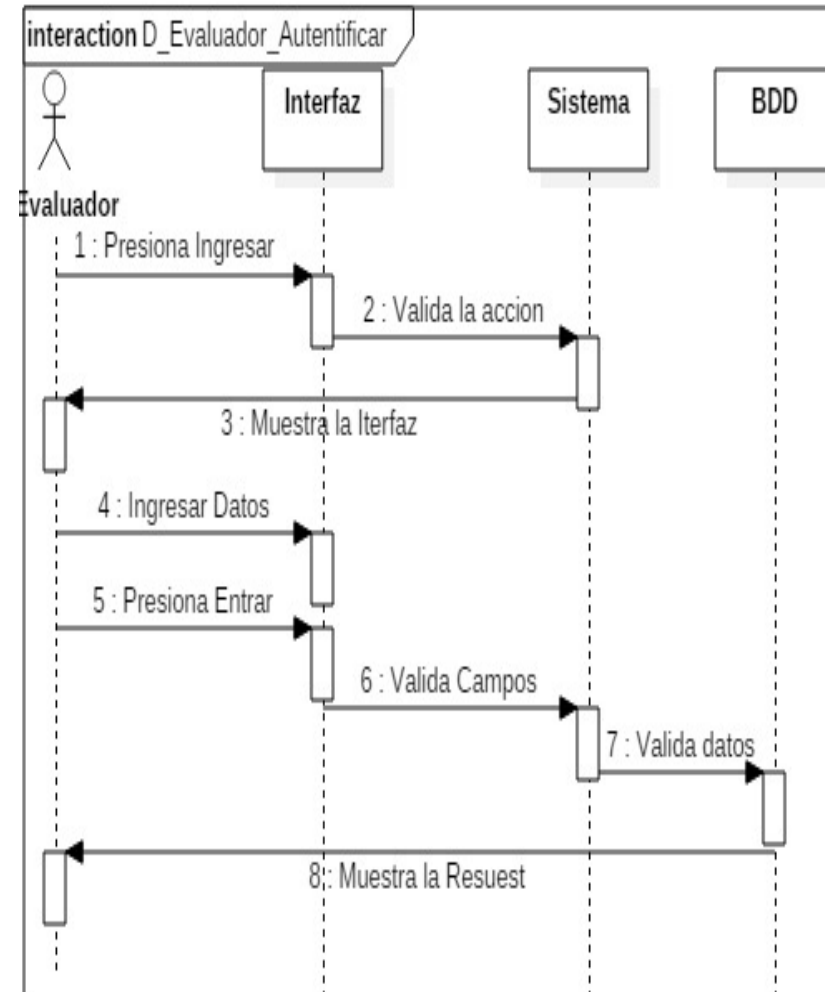 interaction D_Evaluador_Autentificar
Interfaz
Sistema
BDD
Evaluador
1 : Presiona Ingresar
2 : Valida la accion
3 : Muestra la Iterfaz
4 : Ingresar Datos
5 : Presiona Entrar
6 : Valida Campos
7 : Valida datos
8 : Muestra la Resuest